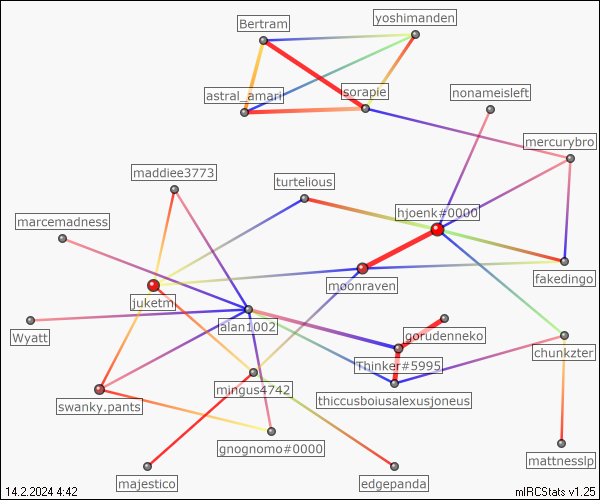 yoshimanden
Bertram
nonameisleft
astral_amari
sorapie
mercurybro
maddiee3773
turtelious
hjoenk#0000
marcemadness
fakedingo
moonraven
juketm
alan1002
gorudenneko
Wyatt
chunkzter
Thinker#5995
mingus4742
thiccusboiusalexusjoneus
swanky.pants
gnognomo#0000
mattnesslp
majestico
edgepanda
14.2.2024 4:42
mIRCStats v1.25